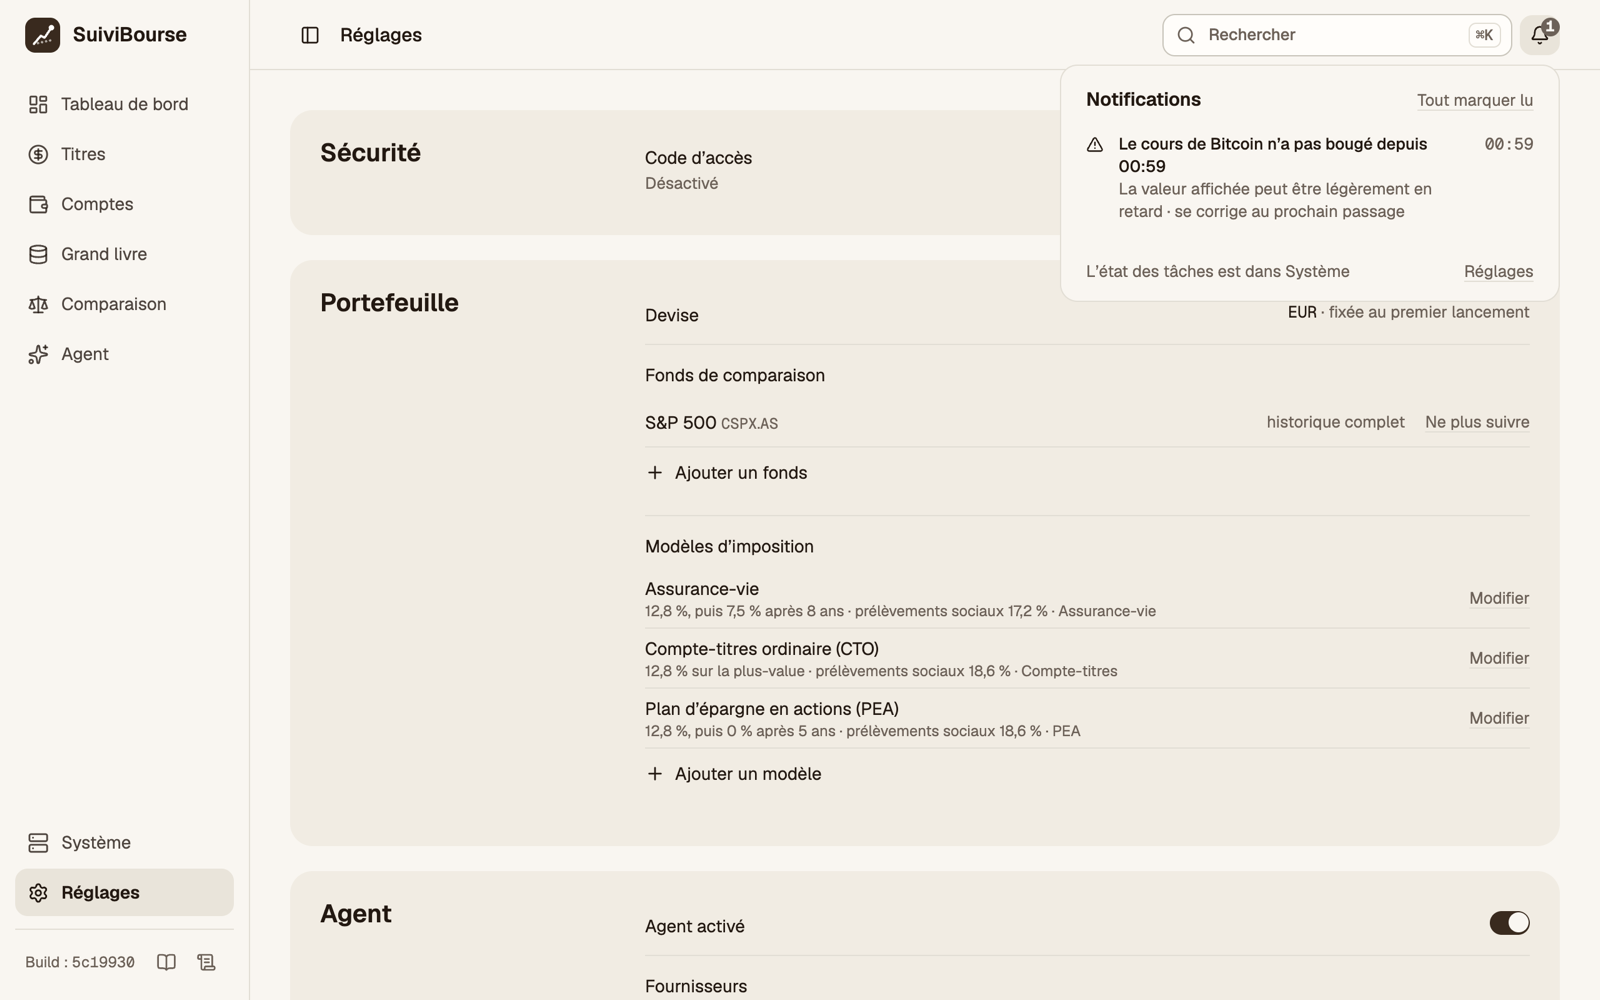 SuiviBourse
Réglages
Rechercher
⌘K
1
Tableau de bord
Titres
Comptes
Grand livre
Comparaison
Agent
Système
Réglages
Build : 5c19930
Notifications
Tout marquer lu
Le cours de Bitcoin n’a pas bougé depuis
00:59
00:59
La valeur affichée peut être légèrement en
retard · se corrige au prochain passage
L’état des tâches est dans Système
Réglages
Sécurité
Code d’accès
Désactivé
Portefeuille
Devise
EUR · fixée au premier lancement
Fonds de comparaison
S&P 500 CSPX.AS
historique complet
Ne plus suivre
Ajouter un fonds
Modèles d’imposition
Assurance-vie
12,8 %, puis 7,5 % après 8 ans · prélèvements sociaux 17,2 % · Assurance-vie
Modifier
Compte-titres ordinaire (CTO)
12,8 % sur la plus-value · prélèvements sociaux 18,6 % · Compte-titres
Modifier
Plan d’épargne en actions (PEA)
12,8 %, puis 0 % après 5 ans · prélèvements sociaux 18,6 % · PEA
Modifier
Ajouter un modèle
Agent
Agent activé
Fournisseurs